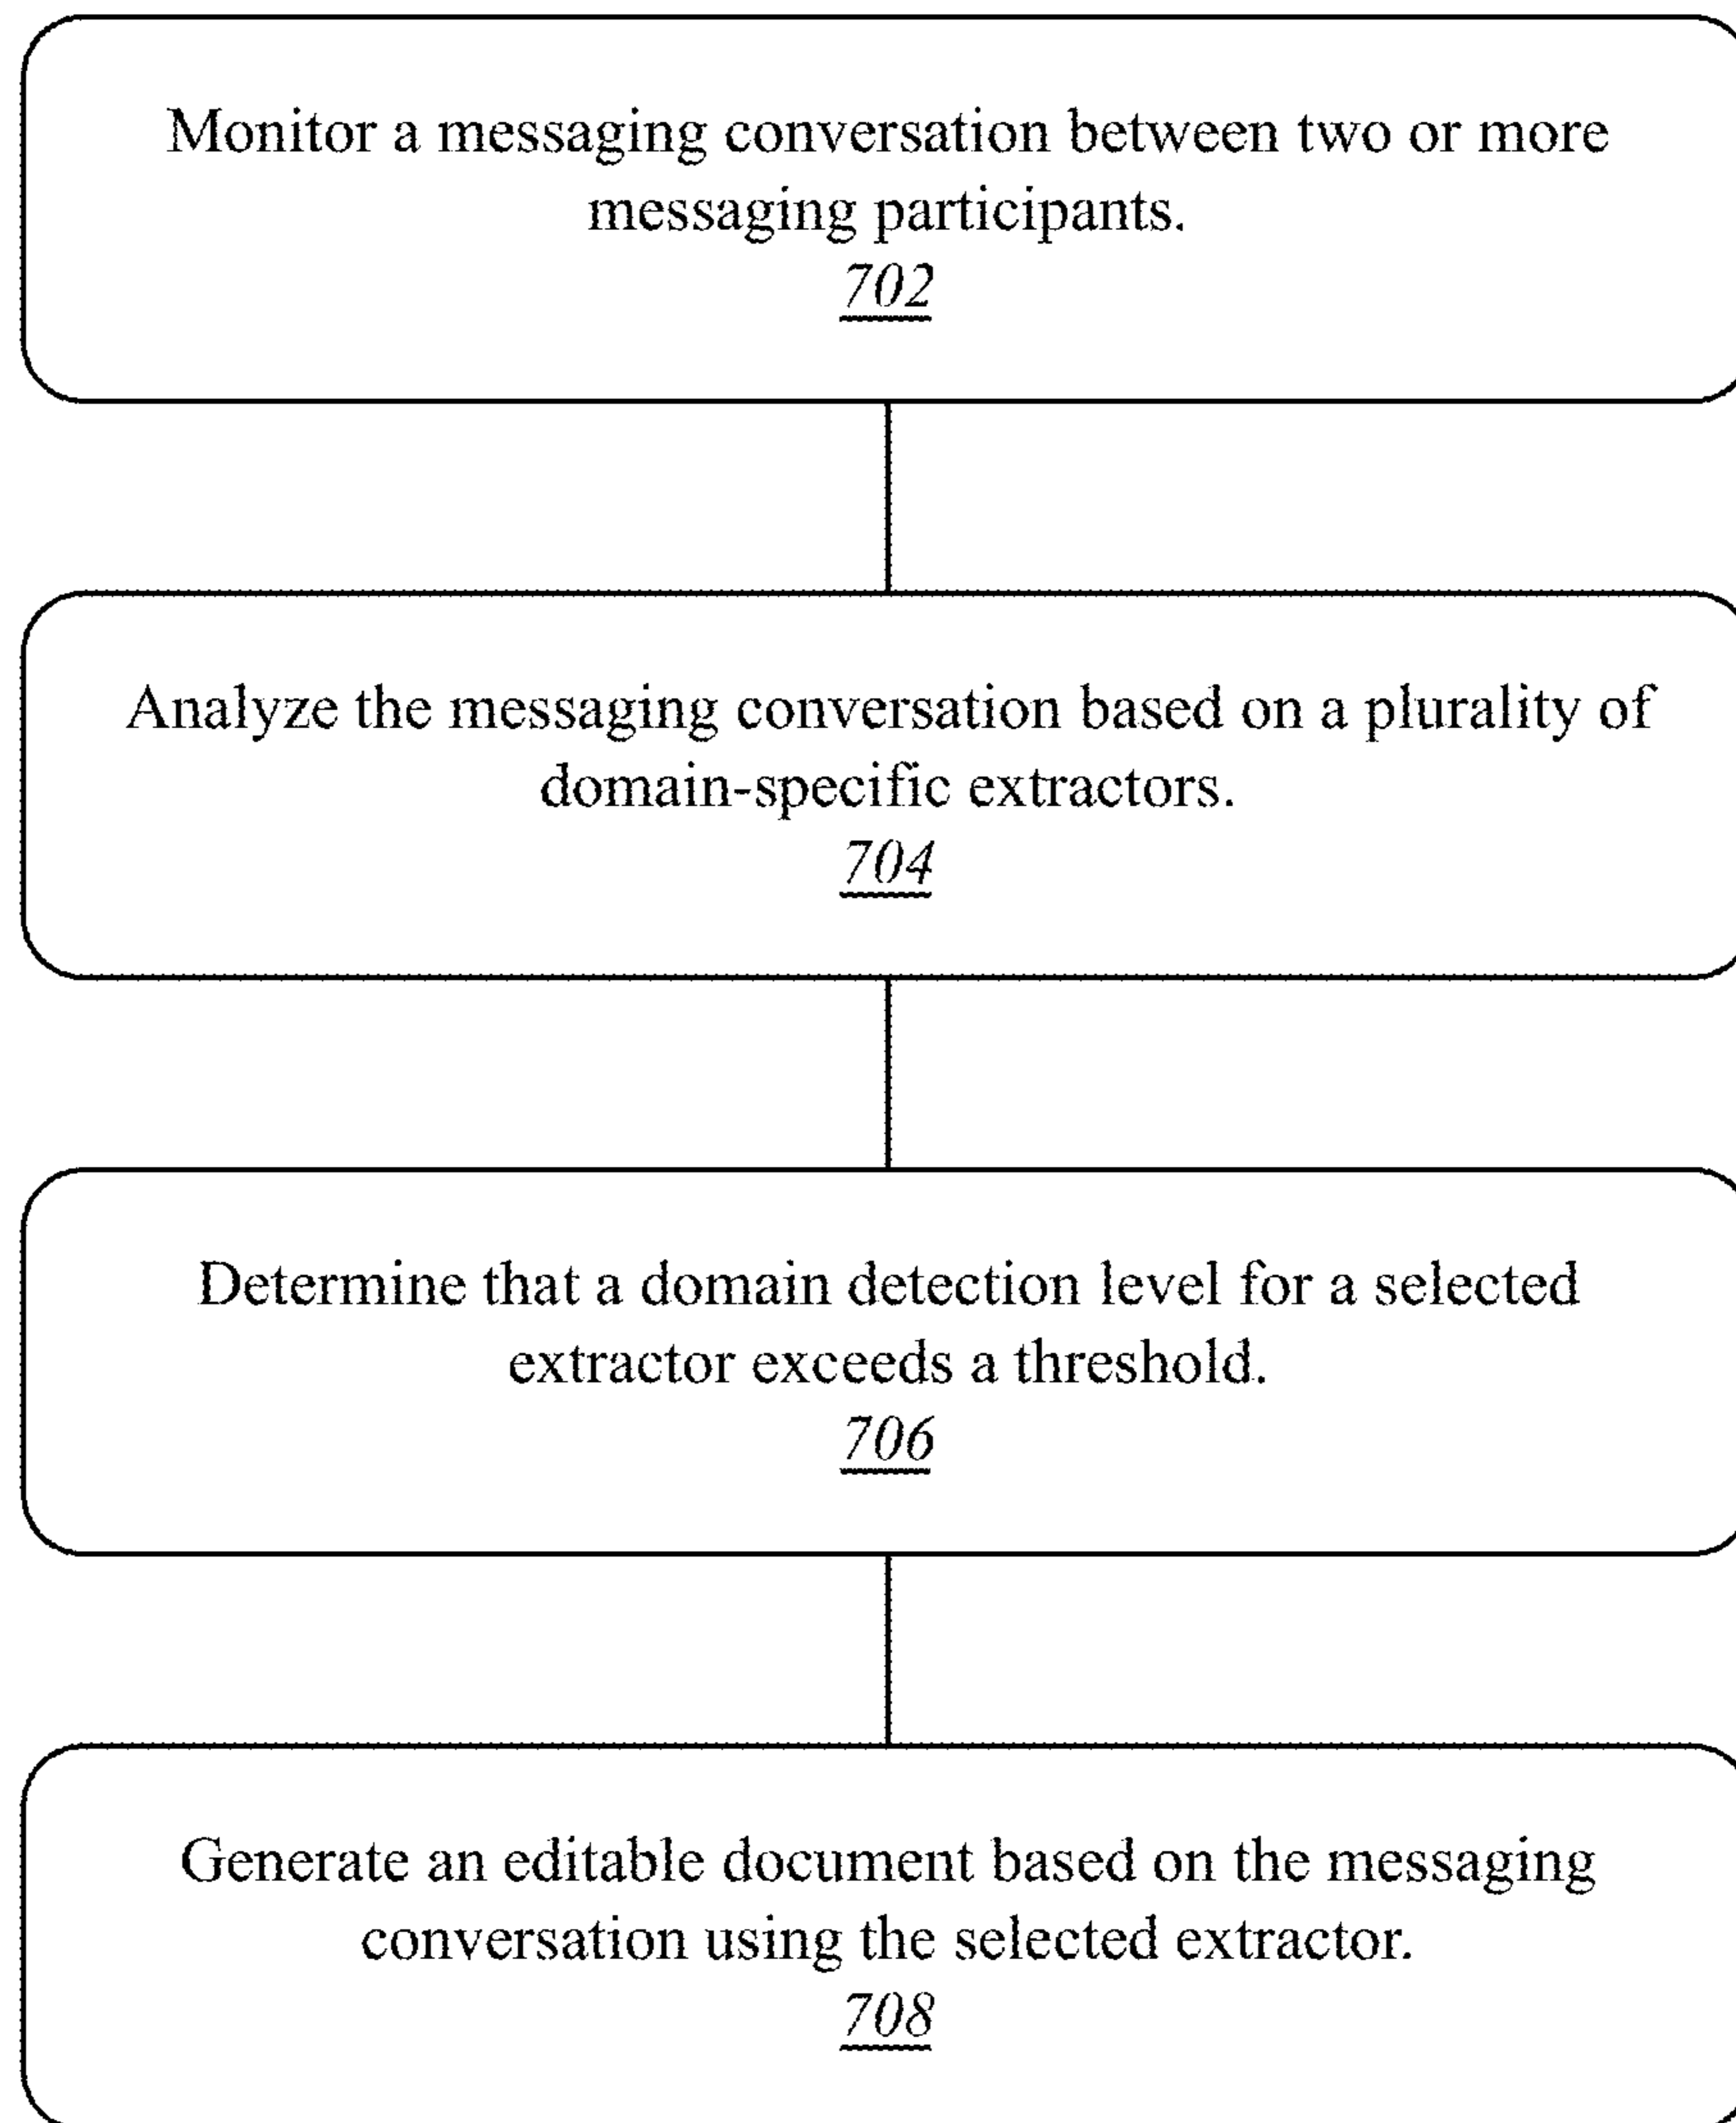 Monitor a messaging conversation between two or more
messaging participants.
702
Analyze the messaging conversation based on a plurality of
domain-specific extractors.
704
Determine that a domain detection level for a selected
extractor exceeds a threshold.
706
Generate an editable document based on the messaging
conversation using the selected extractor.
708